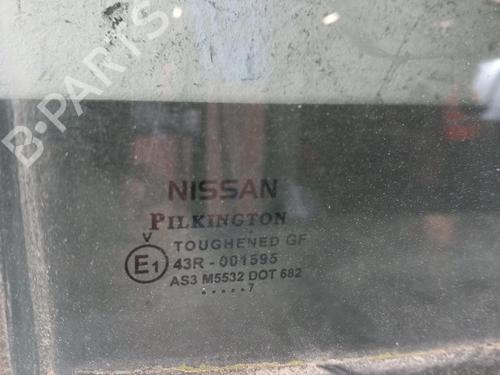 B-PARTS
NISSAN
PILKINGTON
V
TOUGHENED GF
E1 43R - 001595
AS3 M5532 DOT 682
.....7